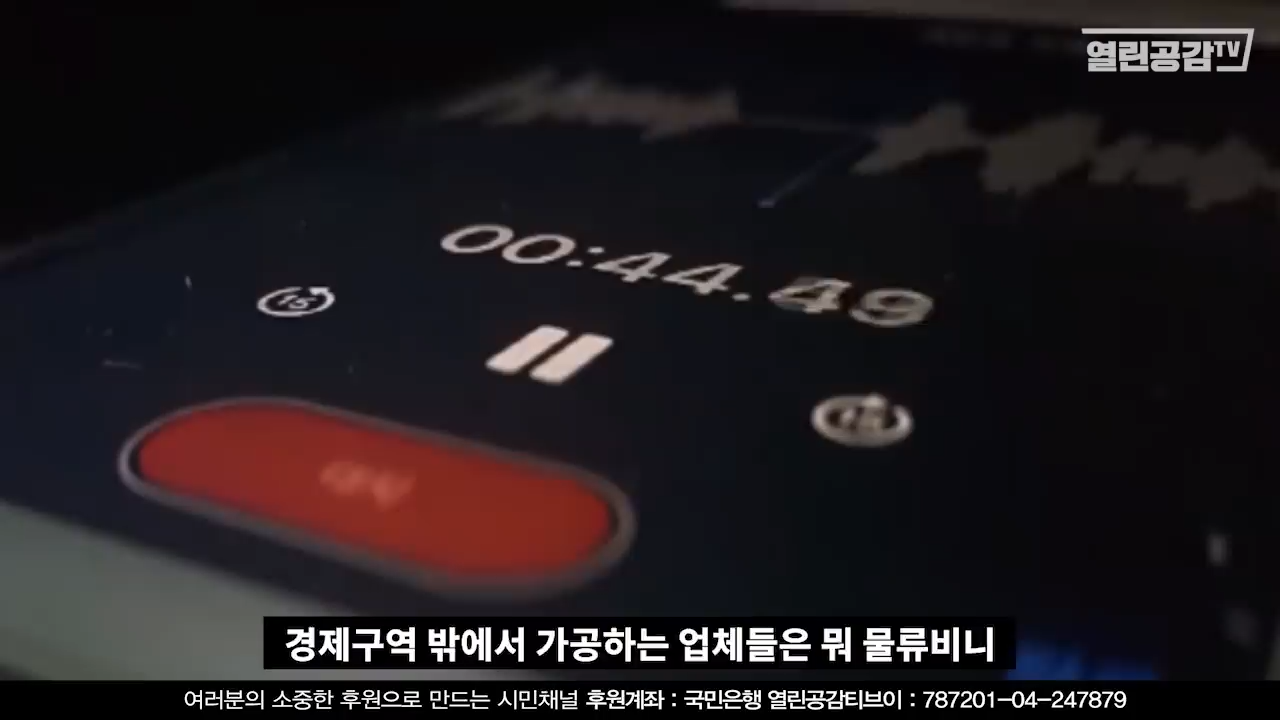 열린공감TV
00:44.49
15
15
경제구역 밖에서 가공하는 업체들은 뭐 물류비니
여러분의 소중한 후원으로 만드는 시민채널 후원계좌 : 국민은행 열린공감티브이 : 787201-04-247879